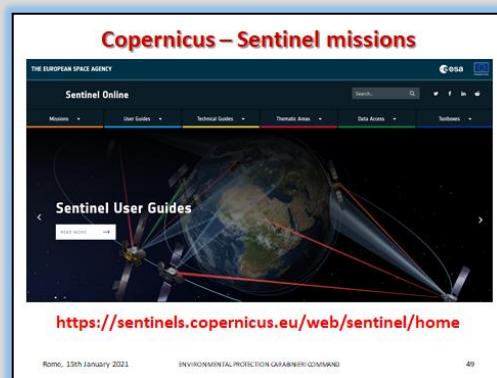 Copernicus – Sentinel missions
THE EUROPEAN SPACE AGENCY
esa
Sentinel Online
Search...
Missions User Guides Technical Guides Thematic Areas Data Access Toolboxes
Sentinel User Guides
READ MORE
https://sentinels.copernicus.eu/web/sentinel/home
Rome, 15th January 2021 ENVIRONMENTAL PROTECTION CARABINIERI COMMAND 49